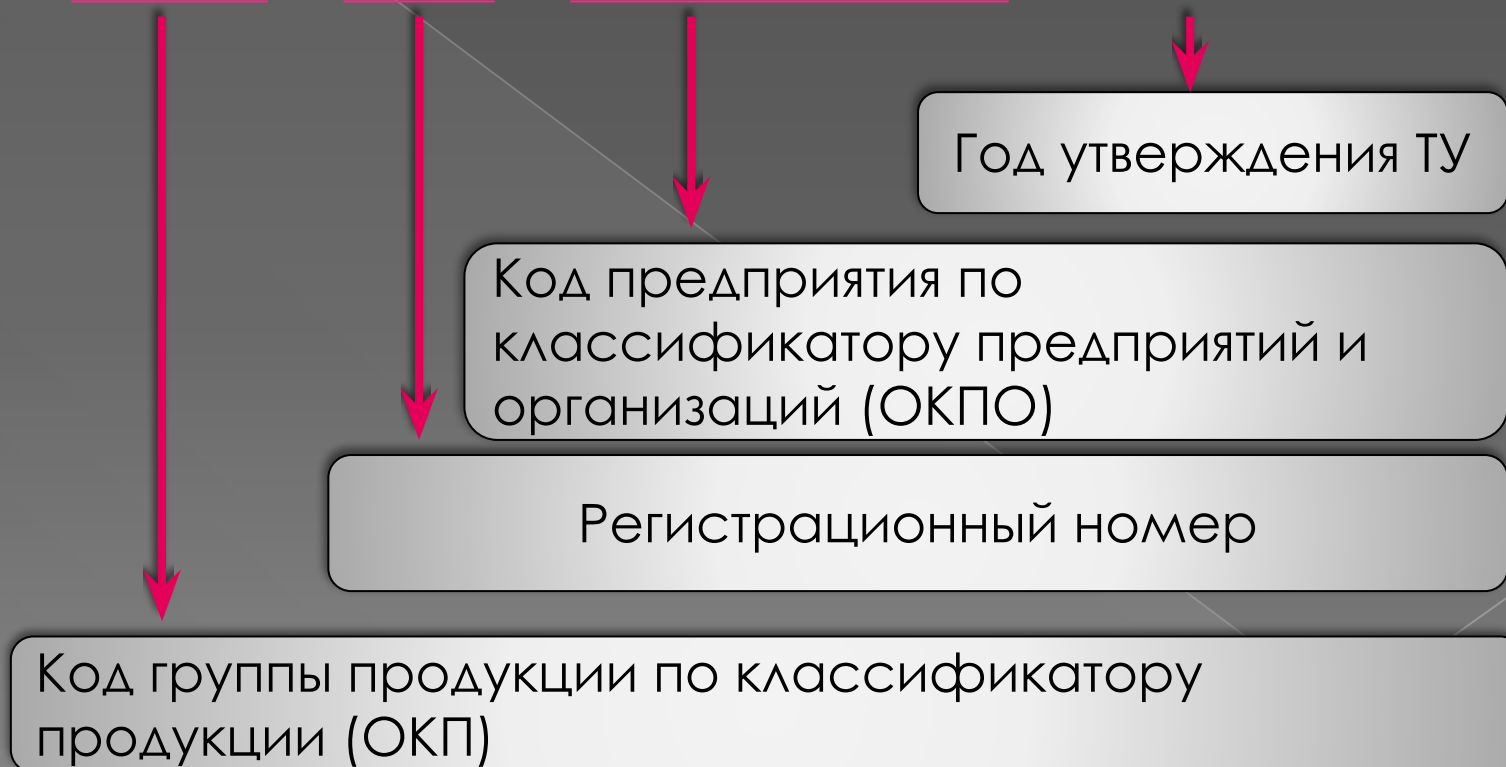 Год утверждения ТУ
Код предприятия по
классификатору предприятий и
организаций (ОКПО)
Регистрационный номер
Код группы продукции по классификатору
продукции (ОКП)